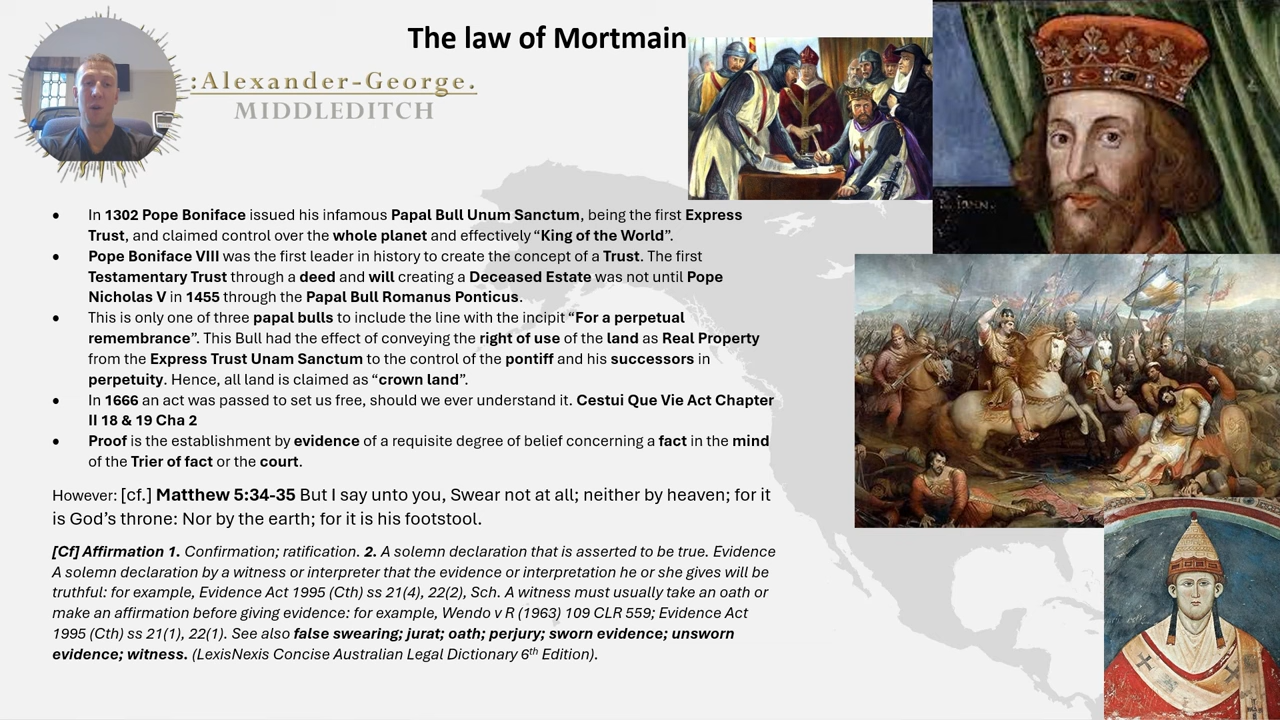 The law of Mortmain
:Alexander-George.
MIDDLEDITCH
• In 1302 Pope Boniface issued his infamous Papal Bull Unum Sanctum, being the first Express
Trust, and claimed control over the whole planet and effectively “King of the World”.
• Pope Boniface VIII was the first leader in history to create the concept of a Trust. The first
Testamentary Trust through a deed and will creating a Deceased Estate was not until Pope
Nicholas V in 1455 through the Papal Bull Romanus Ponticus.
• This is only one of three papal bulls to include the line with the incipit “For a perpetual
remembrance”. This Bull had the effect of conveying the right of use of the land as Real Property
from the Express Trust Unam Sanctum to the control of the pontiff and his successors in
perpetuity. Hence, all land is claimed as “crown land”.
• In 1666 an act was passed to set us free, should we ever understand it. Cestui Que Vie Act Chapter
II 18 & 19 Cha 2
• Proof is the establishment by evidence of a requisite degree of belief concerning a fact in the mind
of the Trier of fact or the court.
However: [cf.] Matthew 5:34-35 But I say unto you, Swear not at all; neither by heaven; for it
is God’s throne: Nor by the earth; for it is his footstool.
[Cf] Affirmation 1. Confirmation; ratification. 2. A solemn declaration that is asserted to be true. Evidence
A solemn declaration by a witness or interpreter that the evidence or interpretation he or she gives will be
truthful: for example, Evidence Act 1995 (Cth) ss 21(4), 22(2), Sch. A witness must usually take an oath or
make an affirmation before giving evidence: for example, Wendo v R (1963) 109 CLR 559; Evidence Act
1995 (Cth) ss 21(1), 22(1). See also false swearing; jurat; oath; perjury; sworn evidence; unsworn
evidence; witness. (LexisNexis Concise Australian Legal Dictionary 6th Edition).